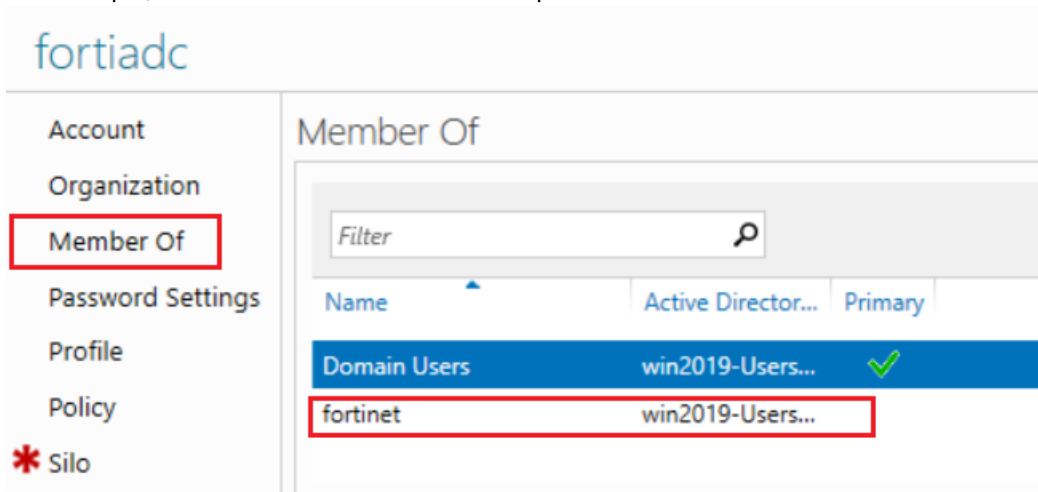 fortiadc
Account
Organization
Member Of
Password Settings
Profile
Policy
Silo
Member Of
Filter
Name Active Director... Primary
Domain Users win2019-Users...
fortinet win2019-Users...